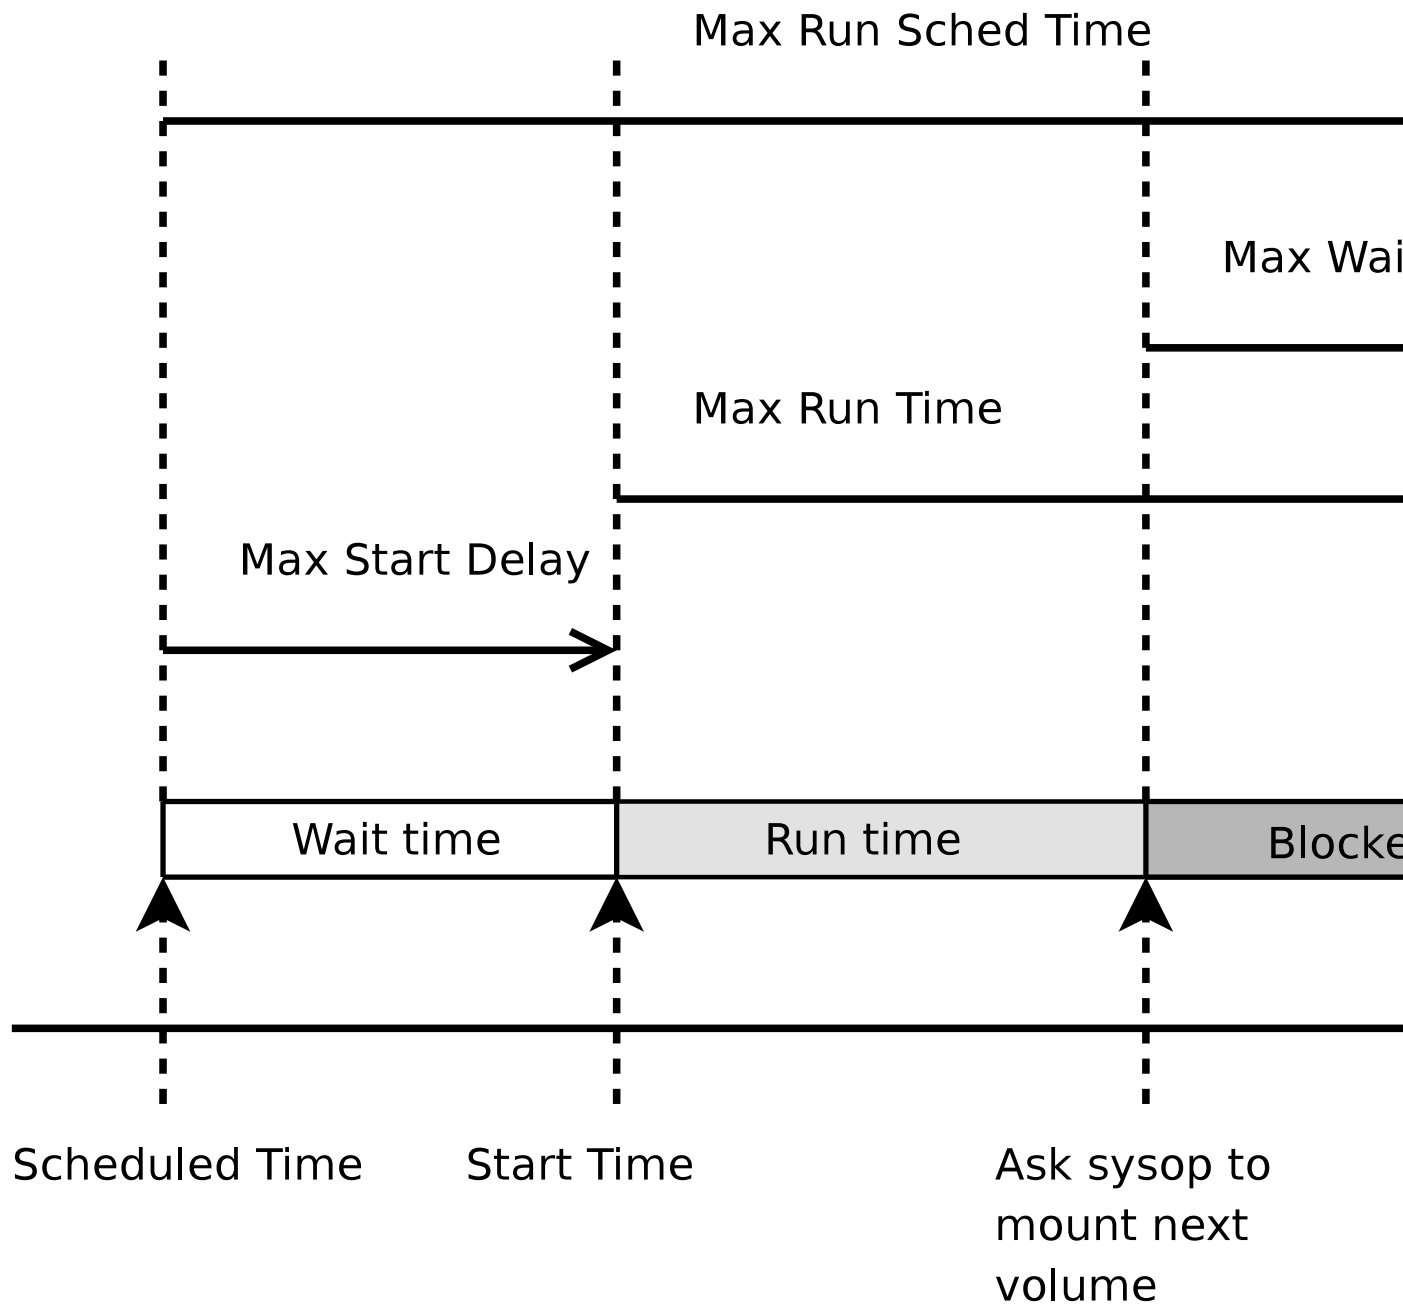 Max Run Sched Time
Max
Max Run Time
Max Start Delay
Wait time
Run time
Scheduled Time
Start Time
Ask sysop to
mount next
volume